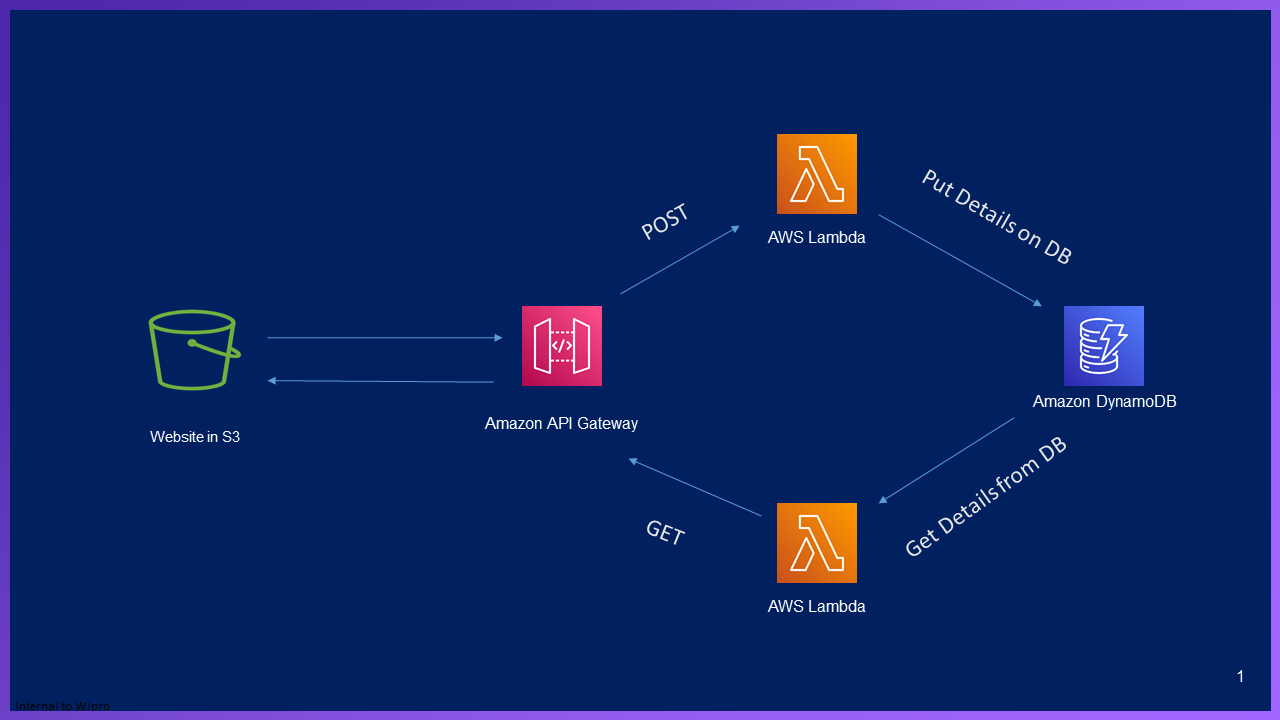 AWS Lambda
POST
Put Details on DB
Website in S3
Amazon API Gateway
Amazon DynamoDB
GET
Get Details from DB
AWS Lambda
1
Internal to Wipro